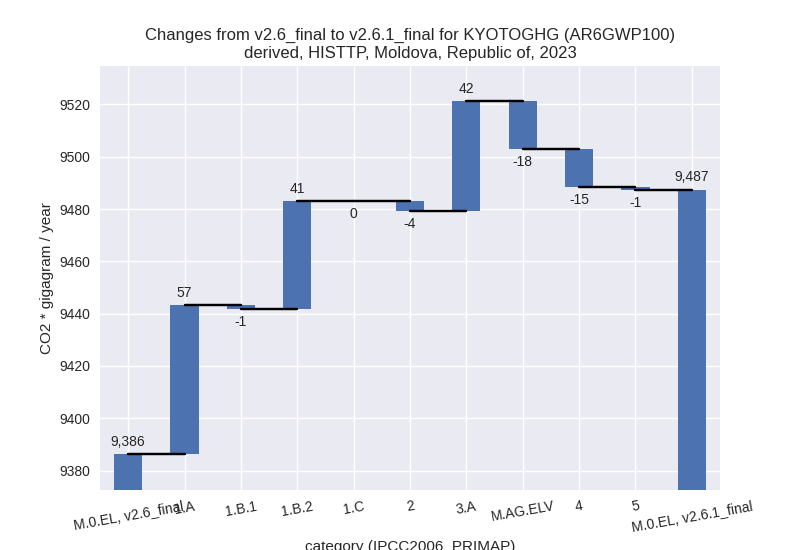 Changes from v2.6_final to v2.6.1_final for KYOTOGHG (AR6GWP100)
derived, HISTTP, Moldova, Republic of, 2023
CO2 * gigagram / year
9520
9500
9480
9460
9440
9420
9400
9380
9,386
57
-1
41
0
-4
42
-18
-15
-1
9,487
M.0.EL, v2.6_final
1.A
1.B.1
1.B.2
1.C
2
3.A
M.AG.ELV
4
5
M.0.EL, v2.6.1_final
category (IPCC2006_PRIMAP)